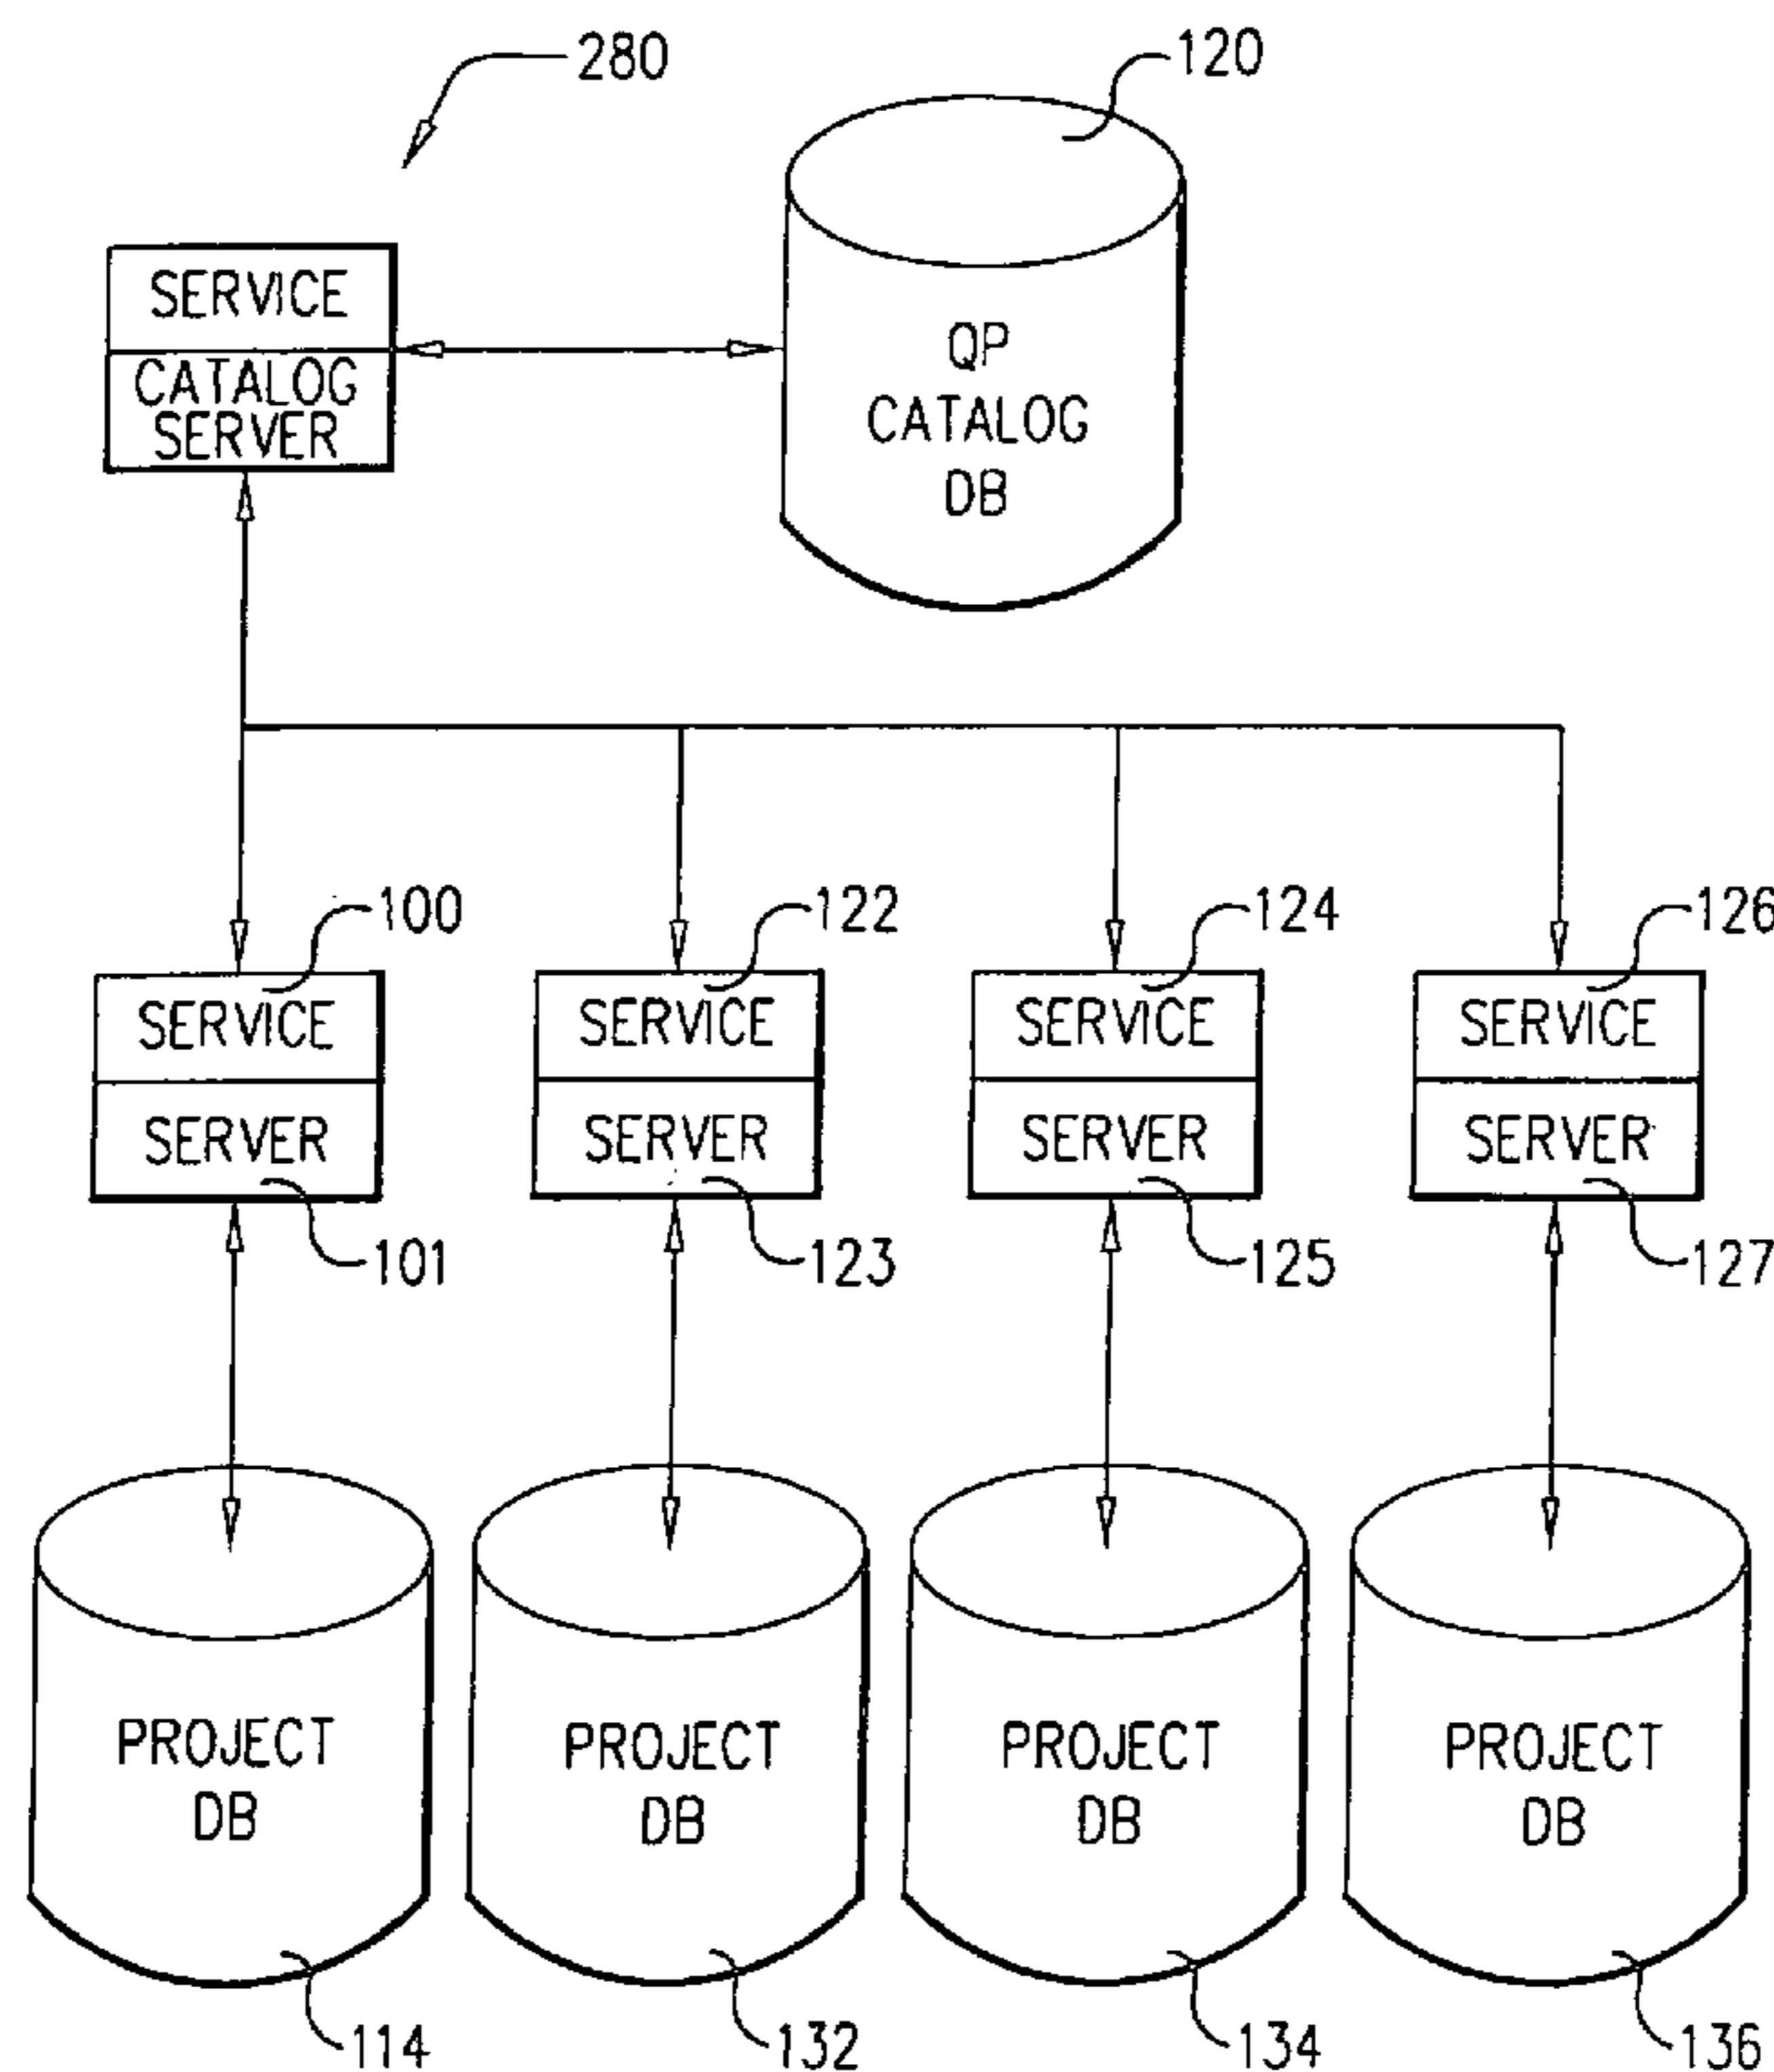 280
120
SERVICE
CATALOG
SERVER
QP
CATALOG
DB
100
122
124
126
SERVICE
SERVICE
SERVICE
SERVICE
SERVER
SERVER
SERVER
SERVER
101
123
125
127
PROJECT
DB
PROJECT
DB
PROJECT
DB
PROJECT
DB
114
132
134
136